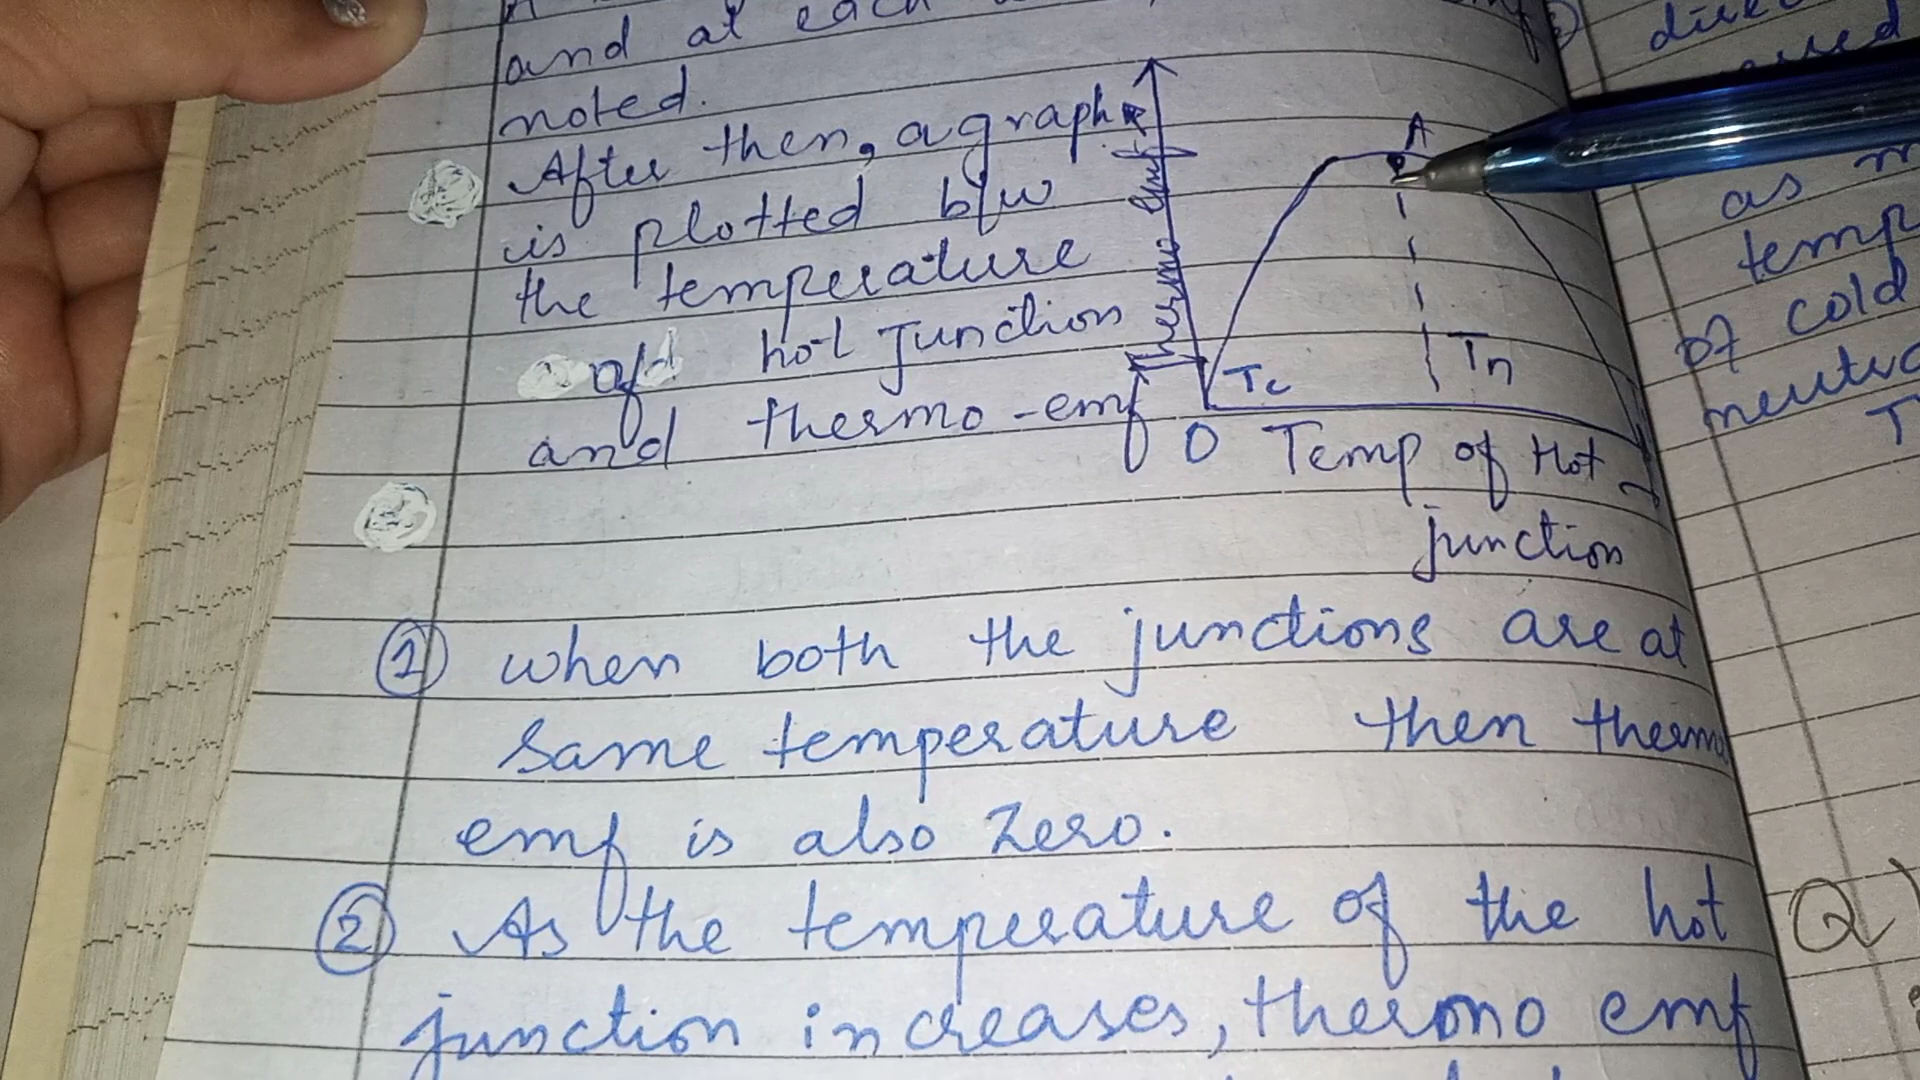 and at each
noted.
After then, a graph
is plotted b/w
the temperature
of hot Junction
and thermo-emf
Thermo emf
A
Tc
Tn
O Temp of Hot
junction
① when both the junctions are at
same temperature then
emf is also zero.
② As the temperature of the hot
junction increases, thermo emf
as
temp
of cold
Q